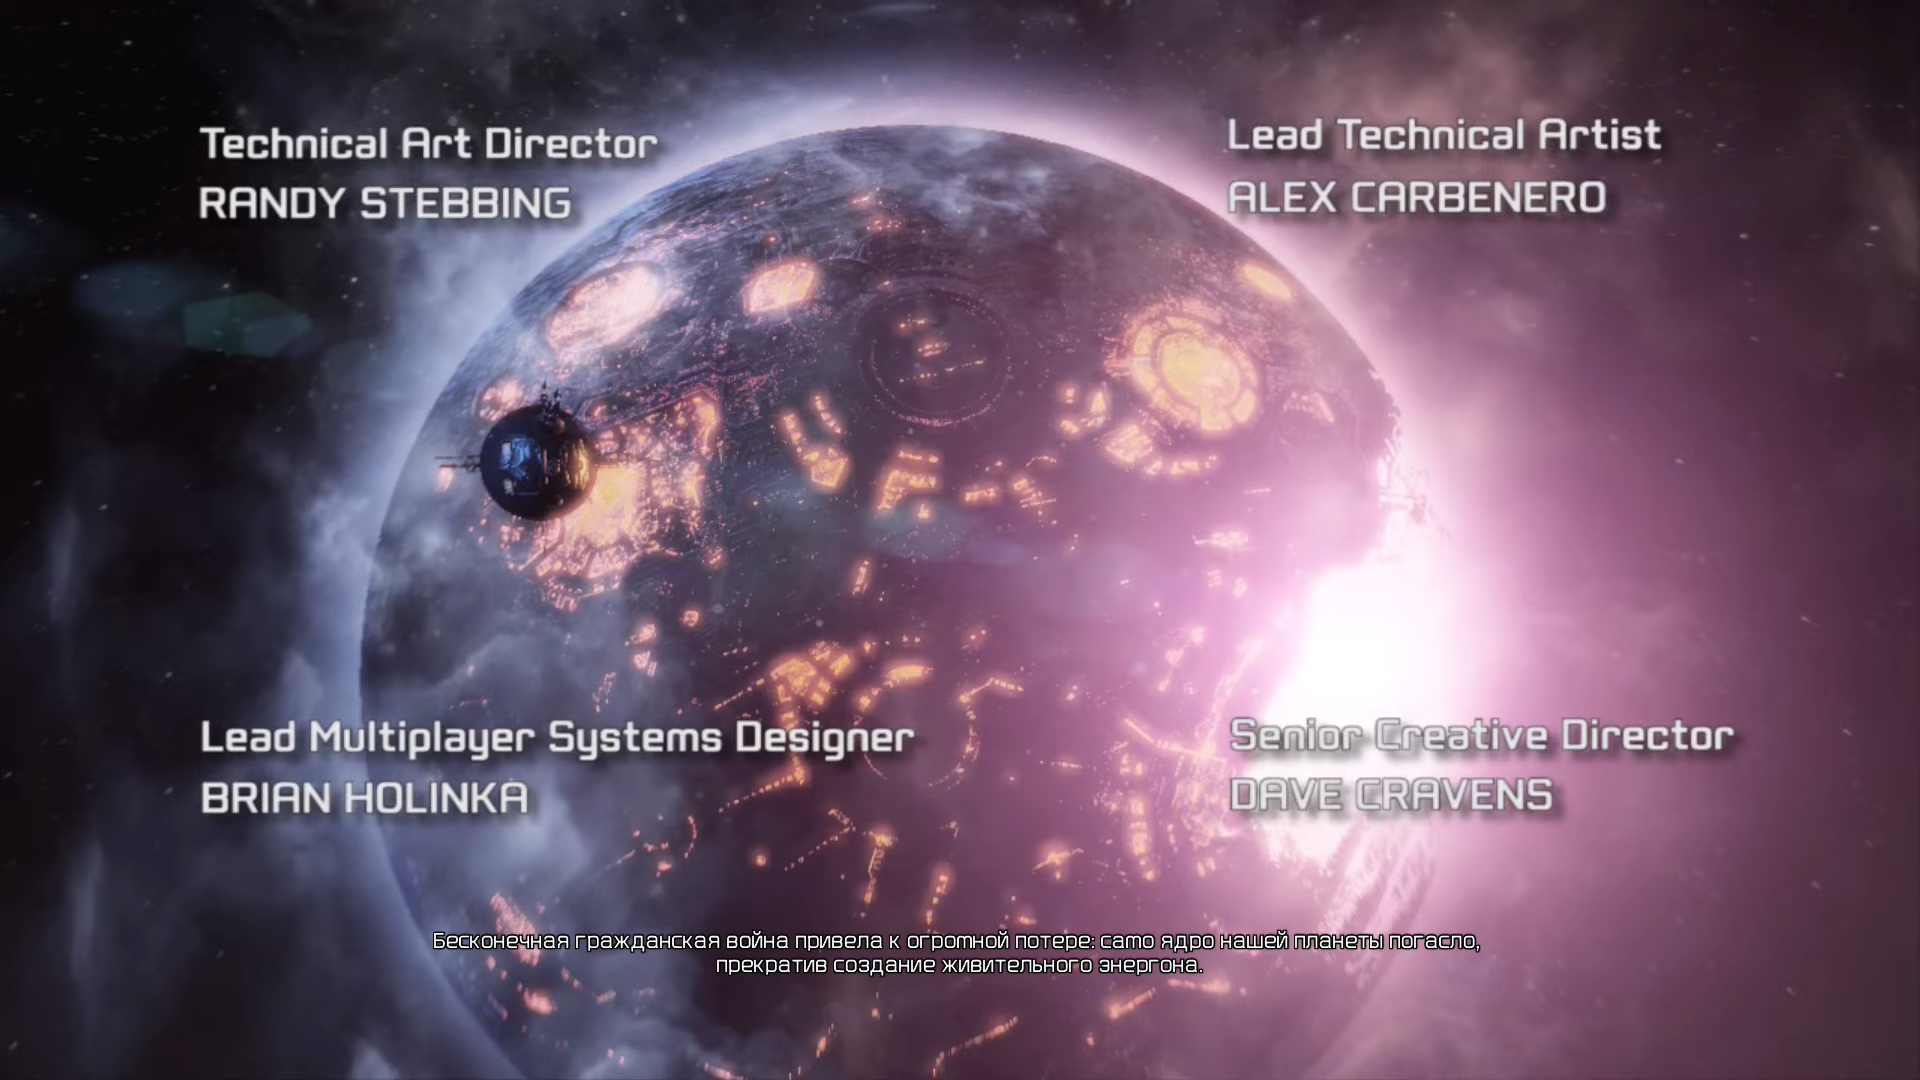 Technical Art Director
RANDY STEBBING
Lead Technical Artist
ALEX CARBENERO
Lead Multiplayer Systems Designer
BRIAN HOLINKA
Senior Creative Director
DAVE CRAVENS
Бесконечная гражданская война привела к огромной потере: само ядро нашей планеты погасло,
прекратив создание живительного энергона.